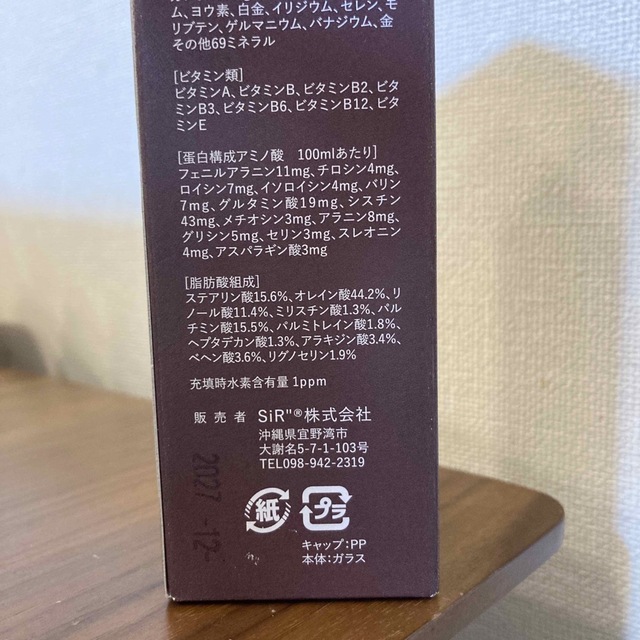 ム、ヨウ素、白金、イリジウム、セレン、モ
リブテン、ゲルマニウム、バナジウム、金
その他69ミネラル
[ビタミン類]
ビタミンA、ビタミンB、ビタミンB2、ビタ
ミンB3、ビタミンB6、ビタミンB12、ビタ
ミンE
[蛋白構成アミノ酸　100mlあたり]
フェニルアラニン11mg、チロシン4mg、
ロイシン7mg、イソロイシン4mg、バリン
7mg、グルタミン酸19mg、シスチン
43mg、メチオシン3mg、アラニン8mg、
グリシン5mg、セリン3mg、スレオニン
4mg、アスパラギン酸3mg
[脂肪酸組成]
ステアリン酸15.6%、オレイン酸44.2%、リ
ノール酸11.4%、ミリスチン酸1.3%、パル
チミン酸15.5%、パルミトレイン酸1.8%、
ヘプタデカン酸1.3%、アラキジン酸3.4%、
ベヘン酸3.6%、リグノセリン1.9%
充填時水素含有量 1ppm
販売者 SiR"®株式会社
沖縄県宜野湾市
大謝名5-7-1-103号
TEL098-942-2319
2027-12
紙 プラ
キャップ:PP
本体:ガラス